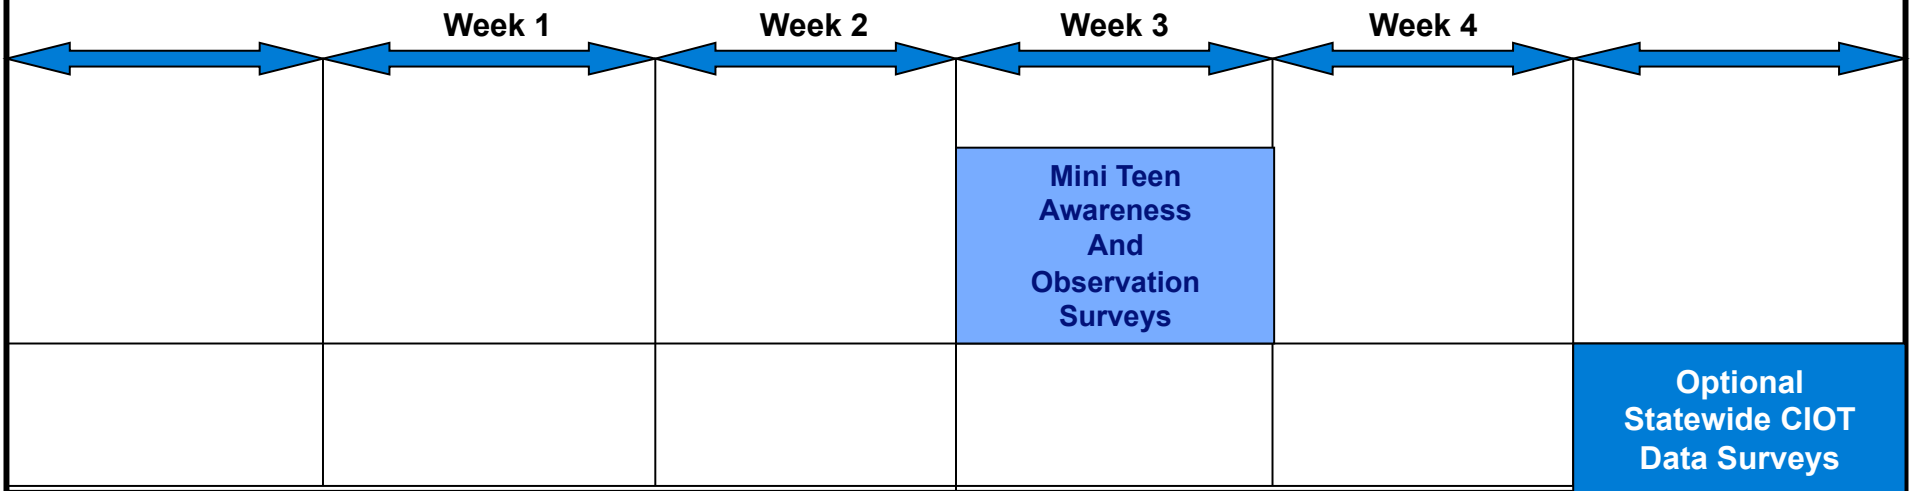 Week 1
Week 2
Week 3
Week 4
Mini Teen
Awareness
And
Observation
Surveys
Optional
Statewide CIOT
Data Surveys